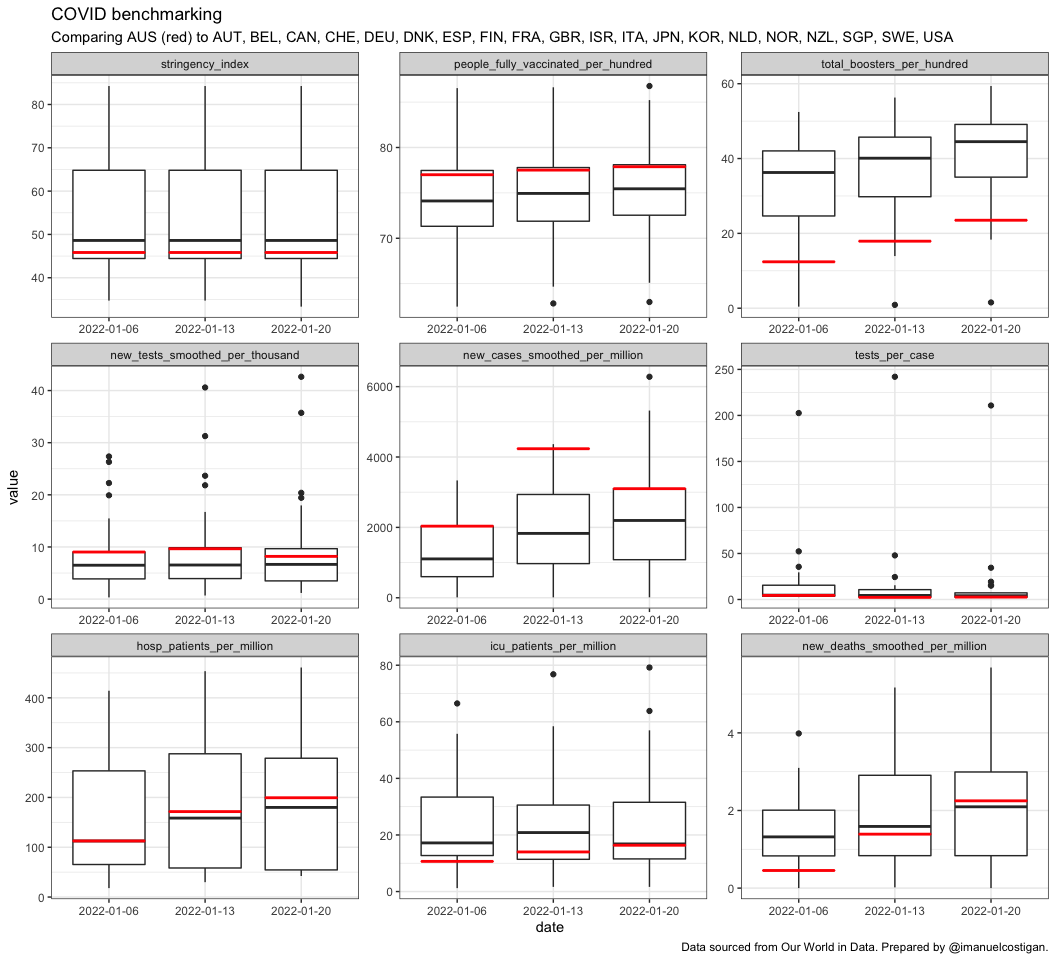 COVID benchmarking
Comparing AUS (red) to AUT, BEL, CAN, CHE, DEU, DNK, ESP, FIN, FRA, GBR, ISR, ITA, JPN, KOR, NLD, NOR, NZL, SGP, SWE, USA
stringency_index
80
70
60
50
40
2022-01-06 2022-01-13 2022-01-20
people_fully_vaccinated_per_hundred
80
70
2022-01-06 2022-01-13 2022-01-20
total_boosters_per_hundred
60
40
20
0
2022-01-06 2022-01-13 2022-01-20
value
new_tests_smoothed_per_thousand
40
30
20
10
0
2022-01-06 2022-01-13 2022-01-20
new_cases_smoothed_per_million
6000
4000
2000
0
2022-01-06 2022-01-13 2022-01-20
tests_per_case
250
200
150
100
50
0
2022-01-06 2022-01-13 2022-01-20
hosp_patients_per_million
400
300
200
100
0
2022-01-06 2022-01-13 2022-01-20
icu_patients_per_million
80
60
40
20
0
2022-01-06 2022-01-13 2022-01-20
new_deaths_smoothed_per_million
4
2
0
2022-01-06 2022-01-13 2022-01-20
date
Data sourced from Our World in Data. Prepared by @imanuelcostigan.